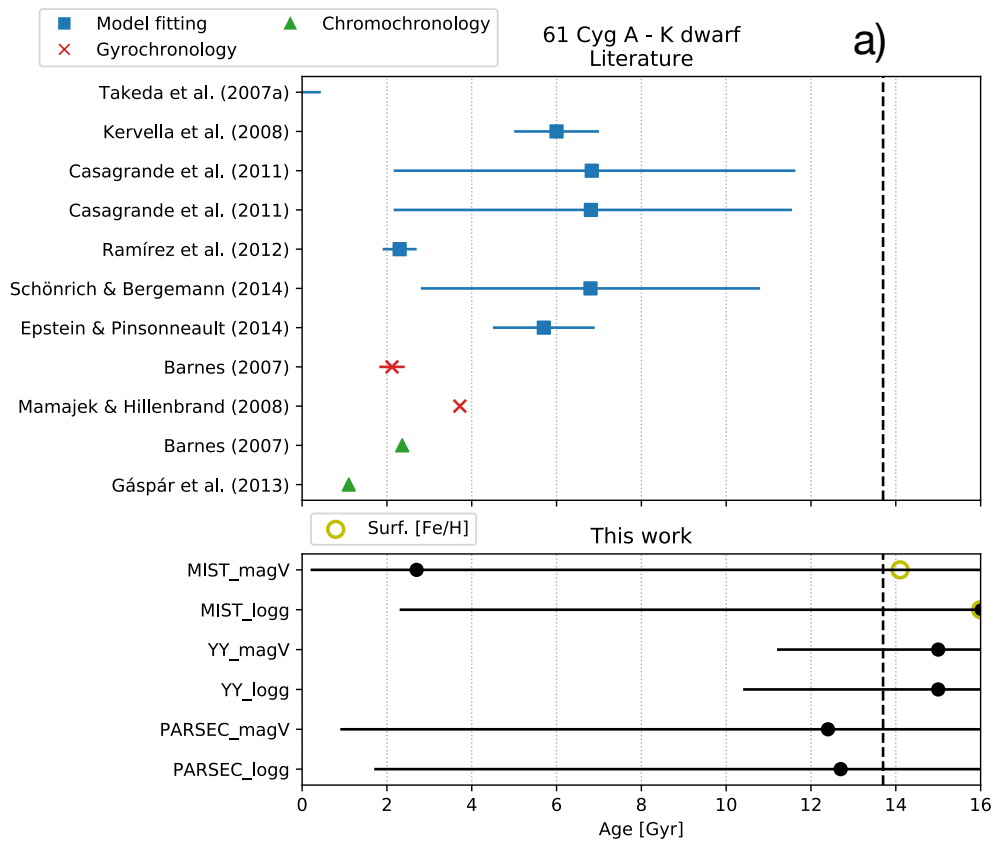 Model fitting
Chromochronology
Gyrochronology
61 Cyg A - K dwarf
Literature
a)
Takeda et al. (2007a)
Kervella et al. (2008)
Casagrande et al. (2011)
Casagrande et al. (2011)
Ramírez et al. (2012)
Schönrich & Bergemann (2014)
Epstein & Pinsonneault (2014)
Barnes (2007)
Mamajek & Hillenbrand (2008)
Barnes (2007)
Gáspár et al. (2013)
Surf. [Fe/H]
This work
MIST_magV
MIST_logg
YY_magV
YY_logg
PARSEC_magV
PARSEC_logg
0 2 4 6 8 10 12 14 16
Age [Gyr]